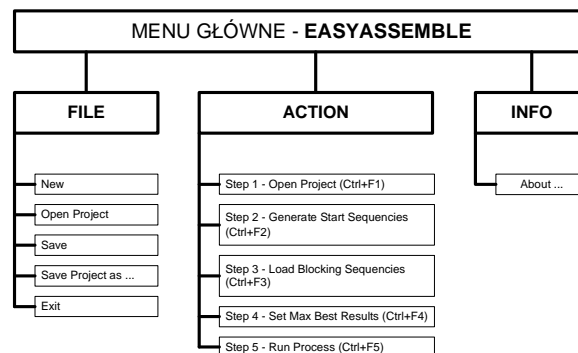 MENU GŁÓWNE - EASYASSEMBLE
FILE
New
Open Project
Save
Save Project as ...
Exit
ACTION
Step 1 - Open Project (Ctrl+F1)
Step 2 - Generate Start Sequencies
(Ctrl+F2)
Step 3 - Load Blocking Sequencies
(Ctrl+F3)
Step 4 - Set Max Best Results (Ctrl+F4)
Step 5 - Run Process (Ctrl+F5)
INFO
About ...